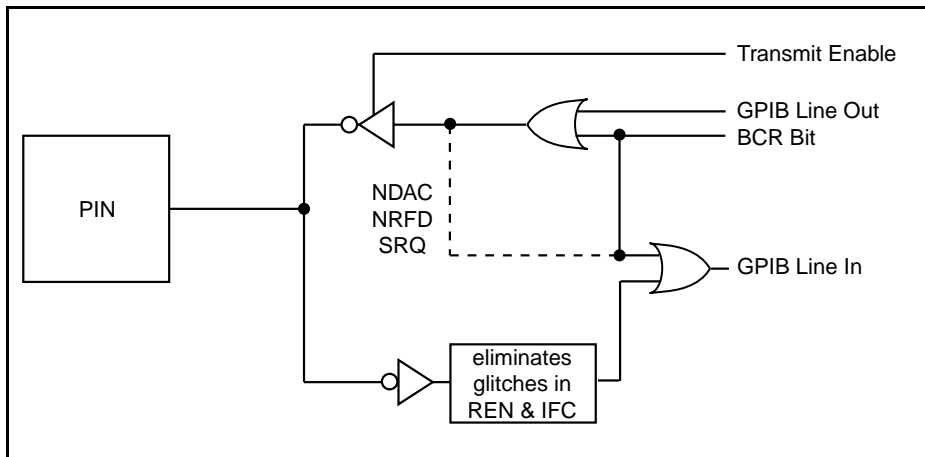 Transmit Enable
GPIB Line Out
BCR Bit
PIN
NDAC
NRFD
SRQ
GPIB Line In
eliminates
glitches in
REN & IFC